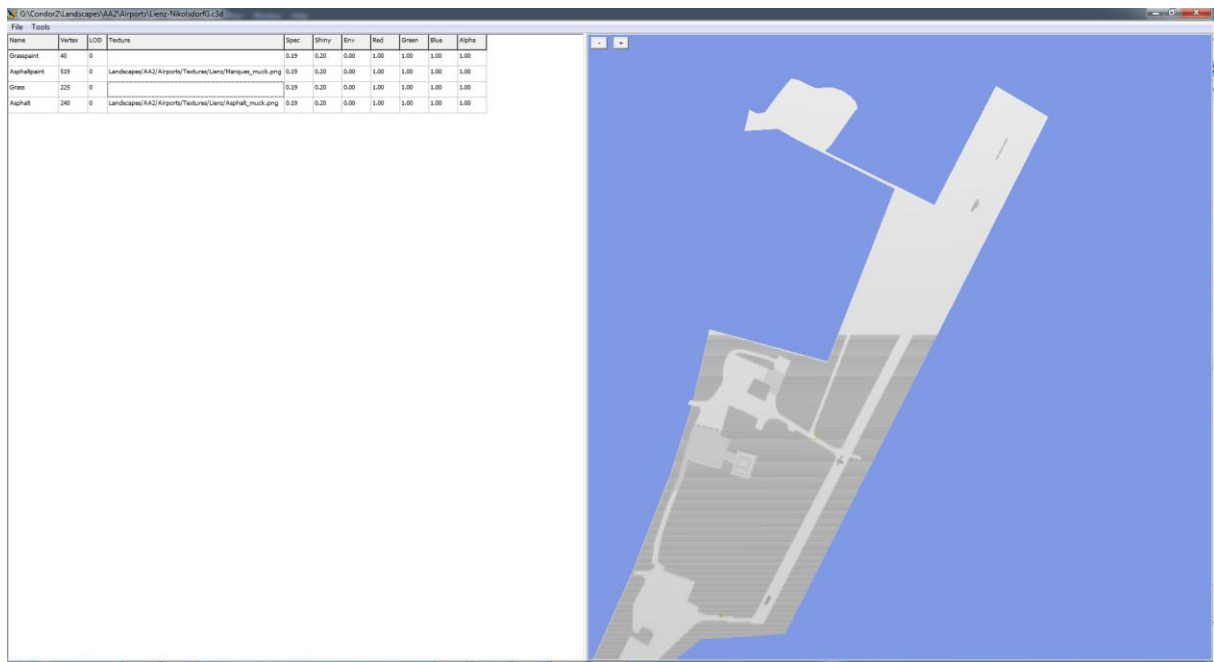 G:\Condor2\Landscapes\AA2\Airports\Lienz-NikolsdorfG.c3d
File Tools
Name Vertex LOD Texture Spec Shiny Env Red Green Blue Alpha
Grasspaint 40 0 0.19 0.20 0.00 1.00 1.00 1.00 1.00
Asphaltpaint 519 0 Landscapes/AA2/Airports/Textures/Lienz/Marques_muck.png 0.19 0.20 0.00 1.00 1.00 1.00 1.00
Grass 225 0 0.19 0.20 0.00 1.00 1.00 1.00 1.00
Asphalt 240 0 Landscapes/AA2/Airports/Textures/Lienz/Asphalt_muck.png 0.19 0.20 0.00 1.00 1.00 1.00 1.00
- +